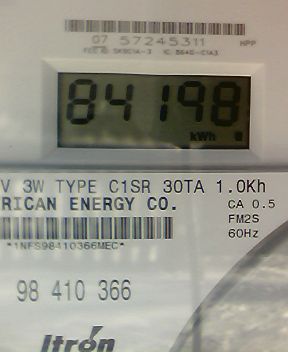 07 57245311 HPP
84198
kWh
V 3W TYPE C1SR 30TA 1.0Kh
RICAN ENERGY CO.
CA 0.5
FM2S
*1NFS98410366MEC*
60Hz
98 410 366
Itron